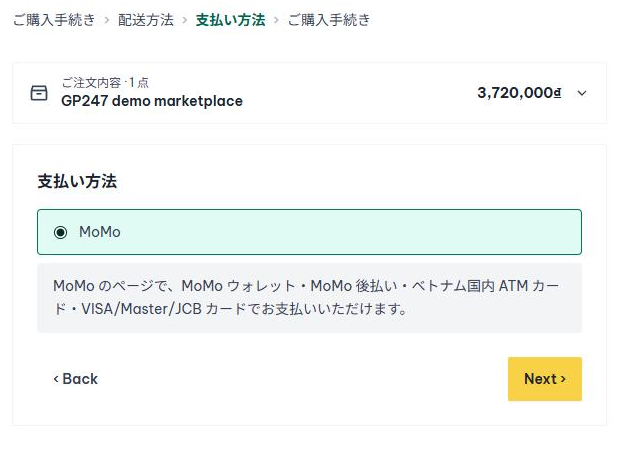 ご購入手続き › 配送方法 › 支払い方法 › ご購入手続き
ご注文内容 · 1 点
GP247 demo marketplace
3,720,000₫
支払い方法
MoMo
MoMo のページで、MoMo ウォレット・MoMo 後払い・ベトナム国内 ATM カー
ド・VISA/Master/JCB カードでお支払いいただけます。
‹ Back
Next ›